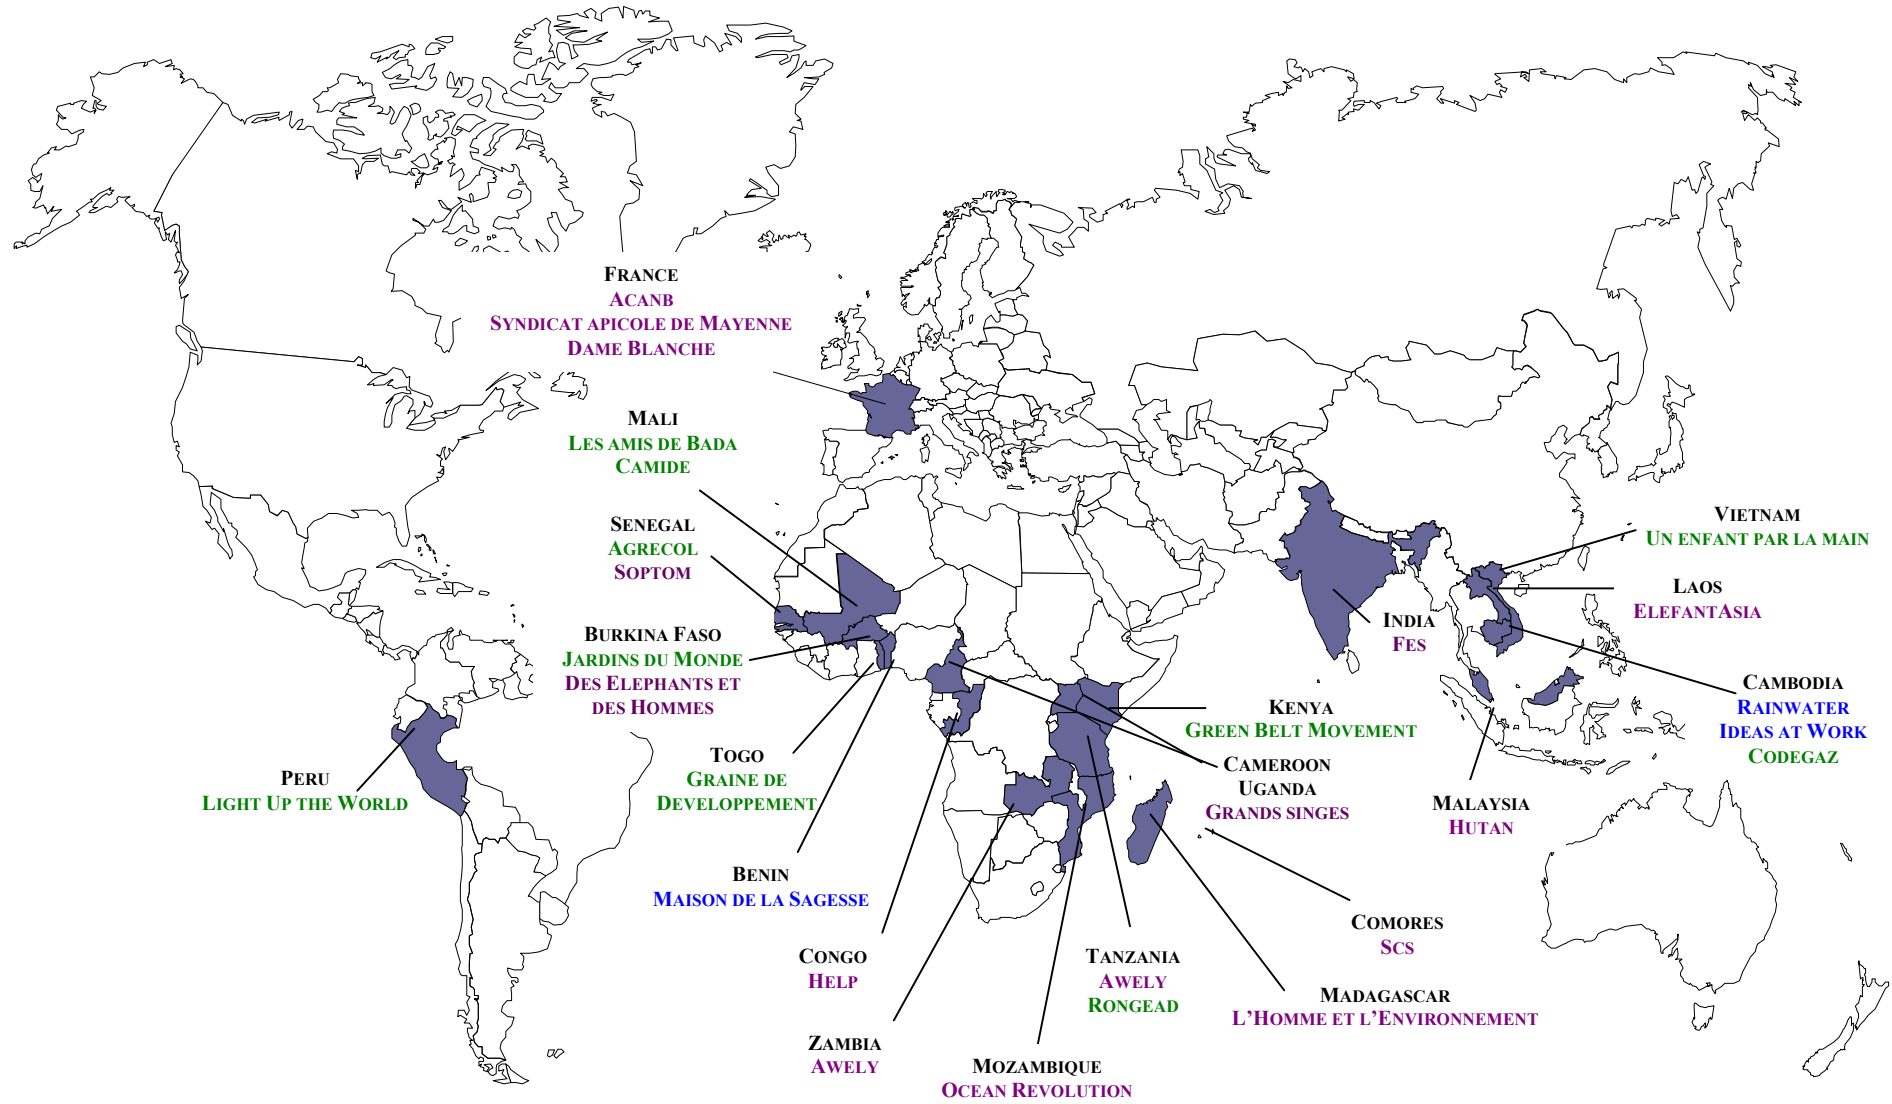 FRANCE
ACANB
SYNDICAT APICOLE DE MAYENNE
DAME BLANCHE
MALI
LES AMIS DE BADA
CAMIDE
SENEGAL
AGRECOL
SOPTOM
BURKINA FASO
JARDINS DU MONDE
DES ELEPHANTS ET
DES HOMMES
PERU
LIGHT UP THE WORLD
TOGO
GRAINE DE
DEVELOPPEMENT
BENIN
MAISON DE LA SAGESSE
CONGO
HELP
ZAMBIA
AWELY
MOZAMBIQUE
OCEAN REVOLUTION
TANZANIA
AWELY
RONGEAD
MADAGASCAR
L'HOMME ET L'ENVIRONNEMENT
COMORES
SCS
CAMEROON
UGANDA
GRANDS SINGES
KENYA
GREEN BELT MOVEMENT
INDIA
FES
MALAYSIA
HUTAN
VIETNAM
UN ENFANT PAR LA MAIN
LAOS
ELEFANTASIA
CAMBODIA
RAINWATER
IDEAS AT WORK
CODEGAZ